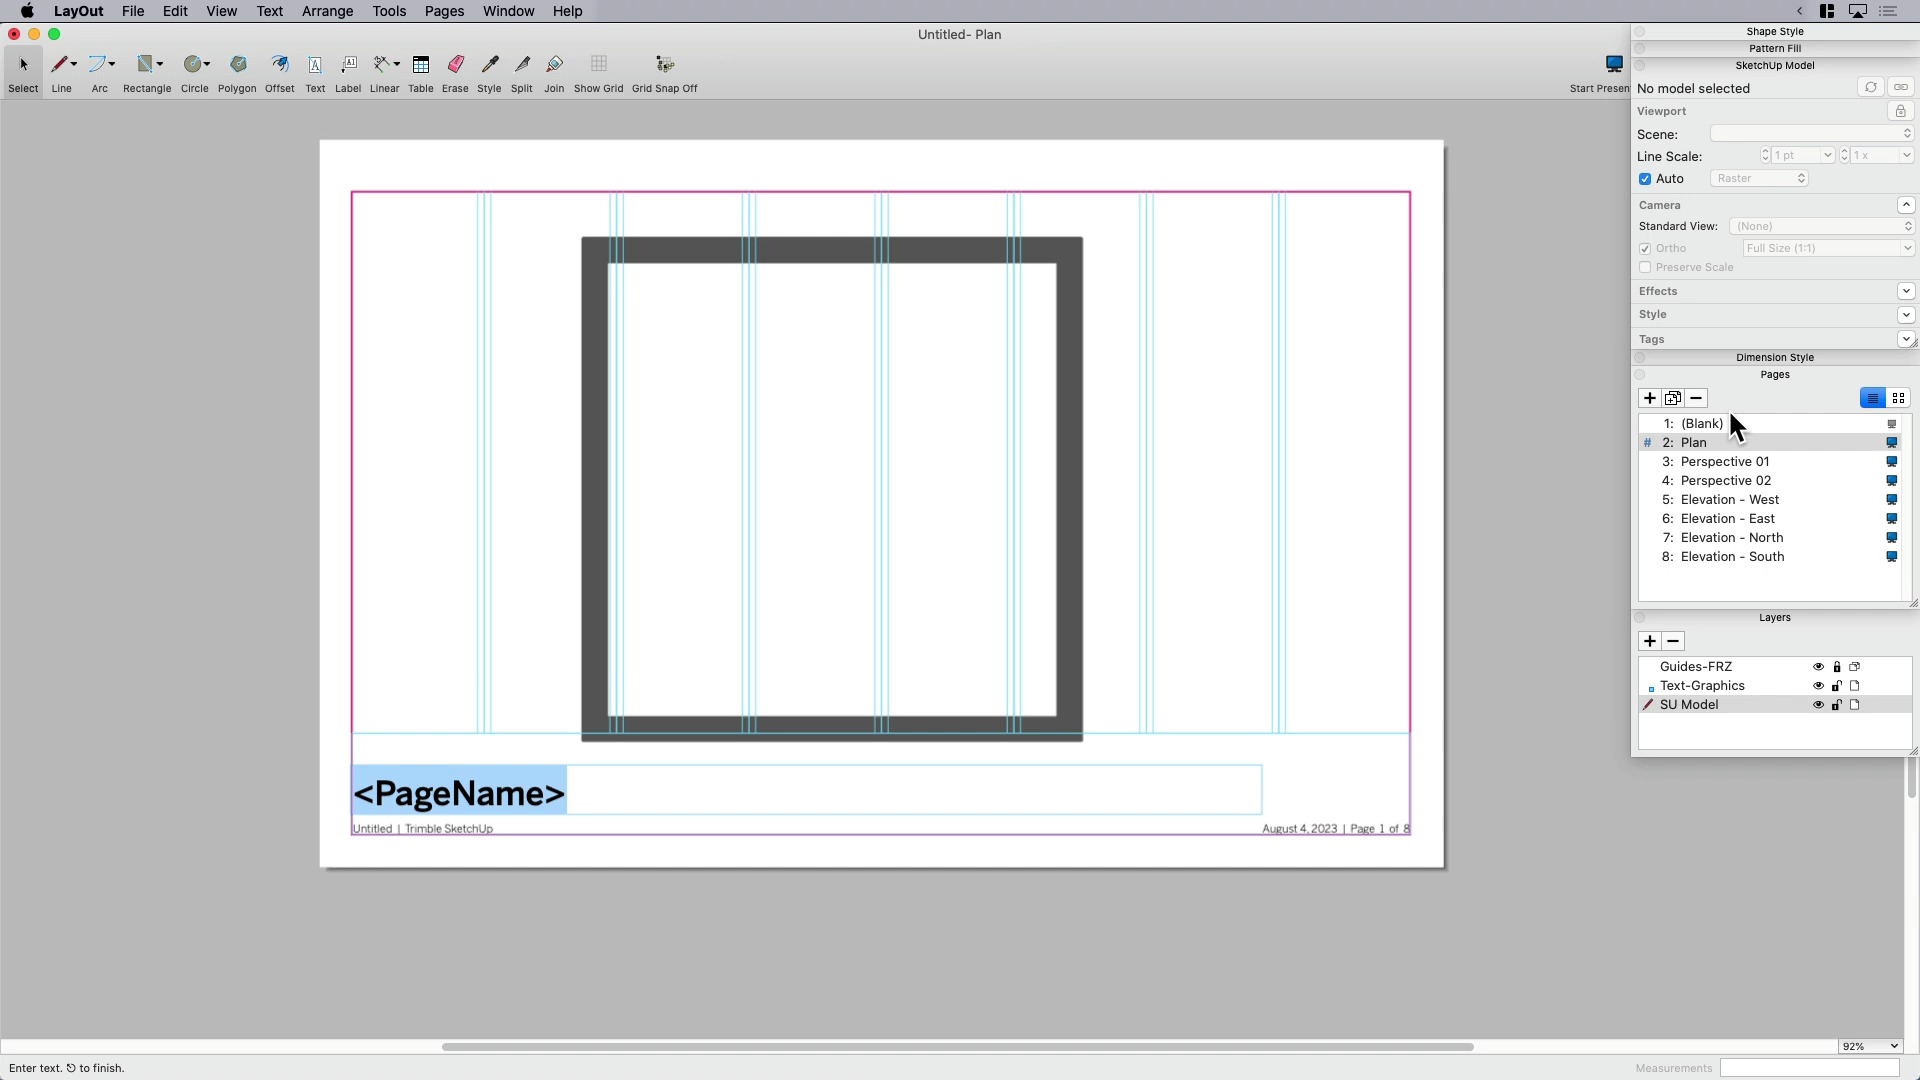 LayOut File Edit View Text Arrange Tools Pages Window Help
Untitled- Plan
Select Line Arc Rectangle Circle Polygon Offset Text Label Linear Table Erase Style Split Join Show Grid Grid Snap Off
Start Presen
Shape Style
Pattern Fill
SketchUp Model
No model selected
Viewport
Scene:
Line Scale: 1 pt 1 x
Auto Raster
Camera
Standard View: (None)
Ortho Full Size (1:1)
Preserve Scale
Effects
Style
Tags
Dimension Style
Pages
1: (Blank)
# 2: Plan
3: Perspective 01
4: Perspective 02
5: Elevation - West
6: Elevation - East
7: Elevation - North
8: Elevation - South
Layers
Guides-FRZ
Text-Graphics
SU Model
<PageName>
Untitled | Trimble SketchUp
August 4, 2023 | Page 1 of 8
92%
Enter text. ⎋ to finish.
Measurements